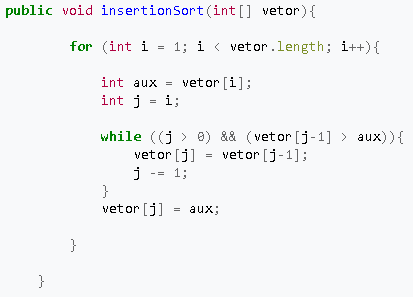 public void insertionSort(int[] vetor){
for (int i = 1; i < vetor.length; i++){
int aux = vetor[i];
int j = i;
while ((j > 0) && (vetor[j-1] > aux)){
vetor[j] = vetor[j-1];
j -= 1;
}
vetor[j] = aux;
}
}